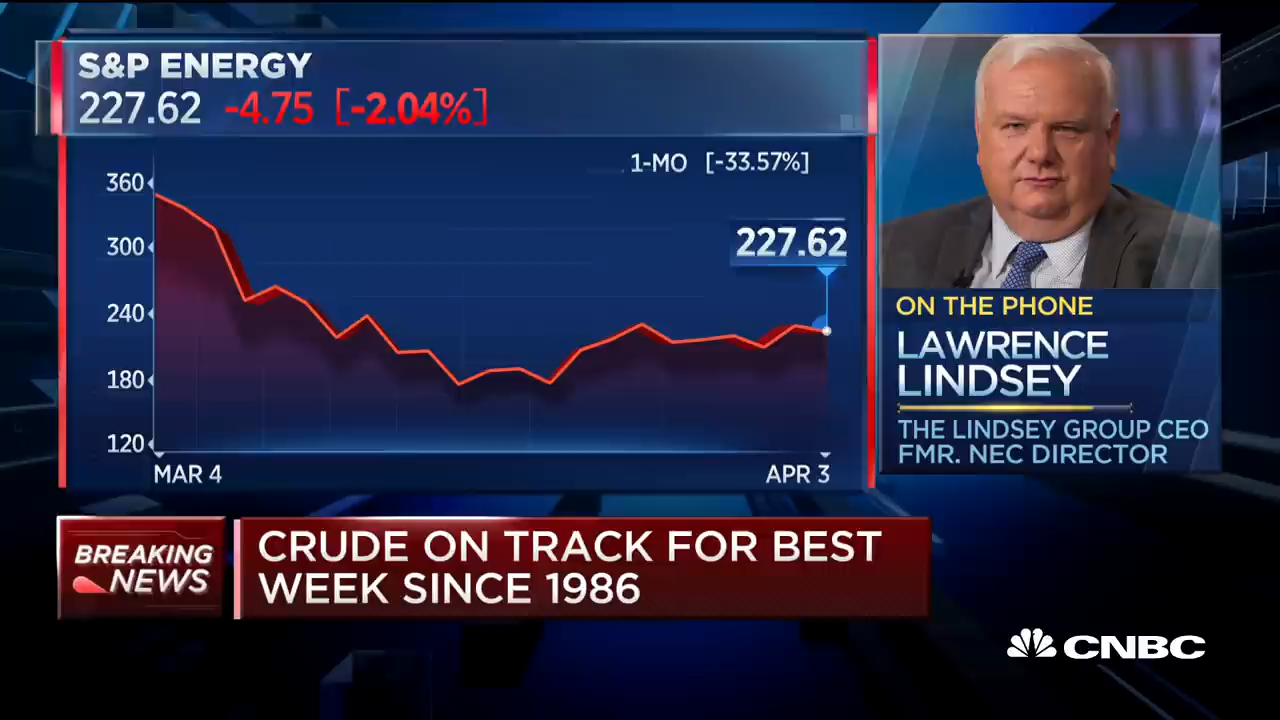 S&P ENERGY
227.62 -4.75 [-2.04%]
1-MO [-33.57%]
360
300
240
180
120
227.62
MAR 4
APR 3
ON THE PHONE
LAWRENCE
LINDSEY
THE LINDSEY GROUP CEO
FMR. NEC DIRECTOR
BREAKING
NEWS
CRUDE ON TRACK FOR BEST
WEEK SINCE 1986
CNBC